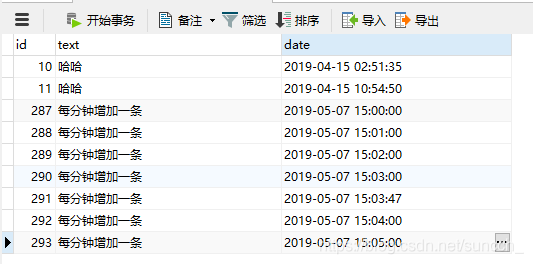 开始事务 备注 筛选 排序 导入 导出
id text date
10 哈哈 2019-04-15 02:51:35
11 哈哈 2019-04-15 10:54:50
287 每分钟增加一条 2019-05-07 15:00:00
288 每分钟增加一条 2019-05-07 15:01:00
289 每分钟增加一条 2019-05-07 15:02:00
290 每分钟增加一条 2019-05-07 15:03:00
291 每分钟增加一条 2019-05-07 15:03:47
292 每分钟增加一条 2019-05-07 15:04:00
293 每分钟增加一条 2019-05-07 15:05:00